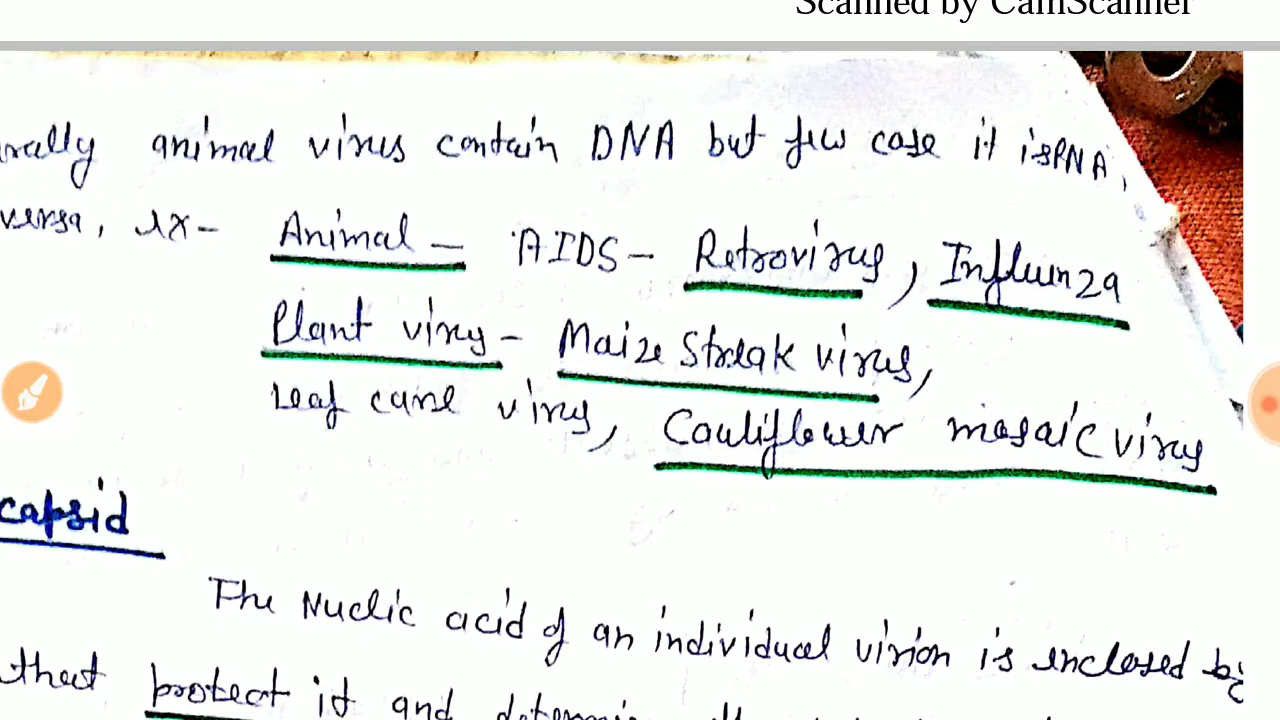 Scanned by CamScanner
rally animal virus contain DNA but few case it is RNA,
versa, ex- Animal - AIDS - Retrovirus, Influenza
Plant virus - Maize Streak virus,
Leaf virus, Cauliflower mosaic virus
capsid
The Nuclic acid of an individual virion is enclosed by
that protect it and